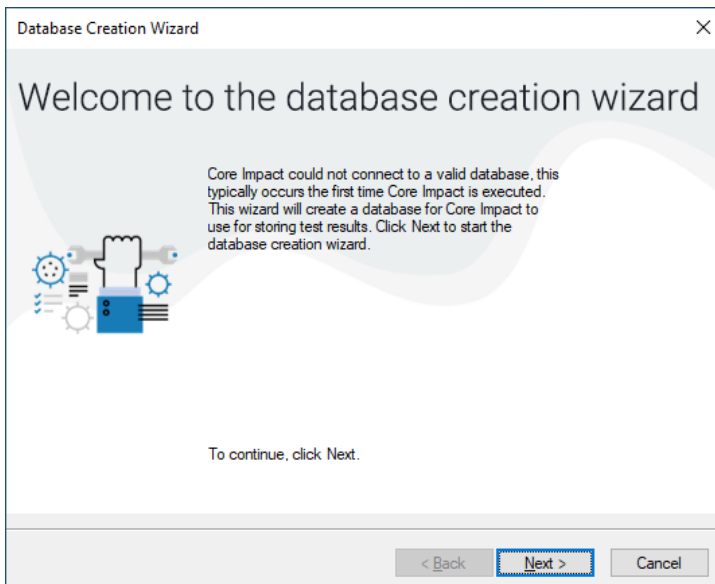 Database Creation Wizard
Welcome to the database creation wizard
Core Impact could not connect to a valid database, this
typically occurs the first time Core Impact is executed.
This wizard will create a database for Core Impact to
use for storing test results. Click Next to start the
database creation wizard.
To continue, click Next.
< Back
Next >
Cancel